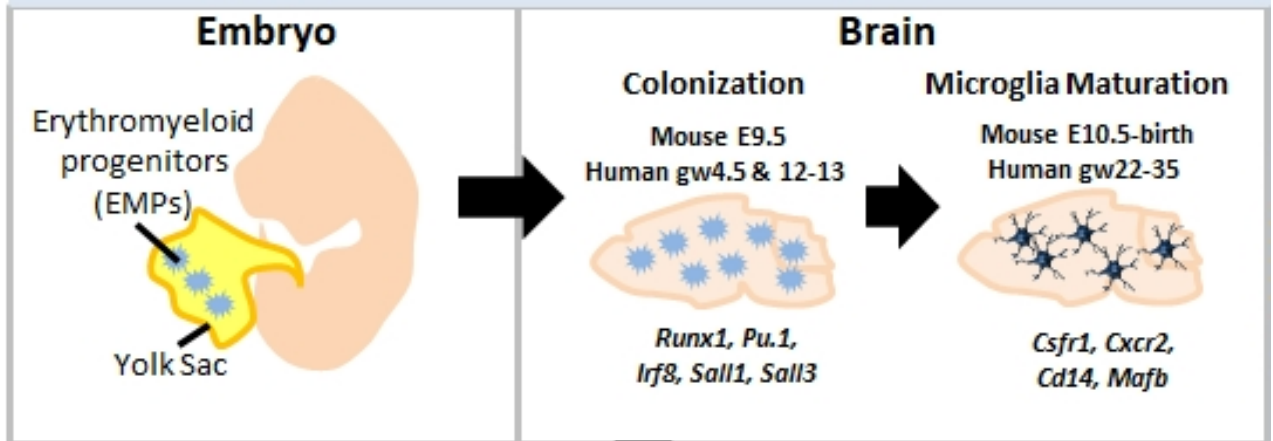 Embryo
Erythromyeloid
progenitors
(EMPs)
Yolk Sac
Brain
Colonization
Mouse E9.5
Human gw4.5 & 12-13
Runx1, Pu.1,
Irf8, Sall1, Sall3
Microglia Maturation
Mouse E10.5-birth
Human gw22-35
Csfr1, Cxcr2,
Cd14, Mafb